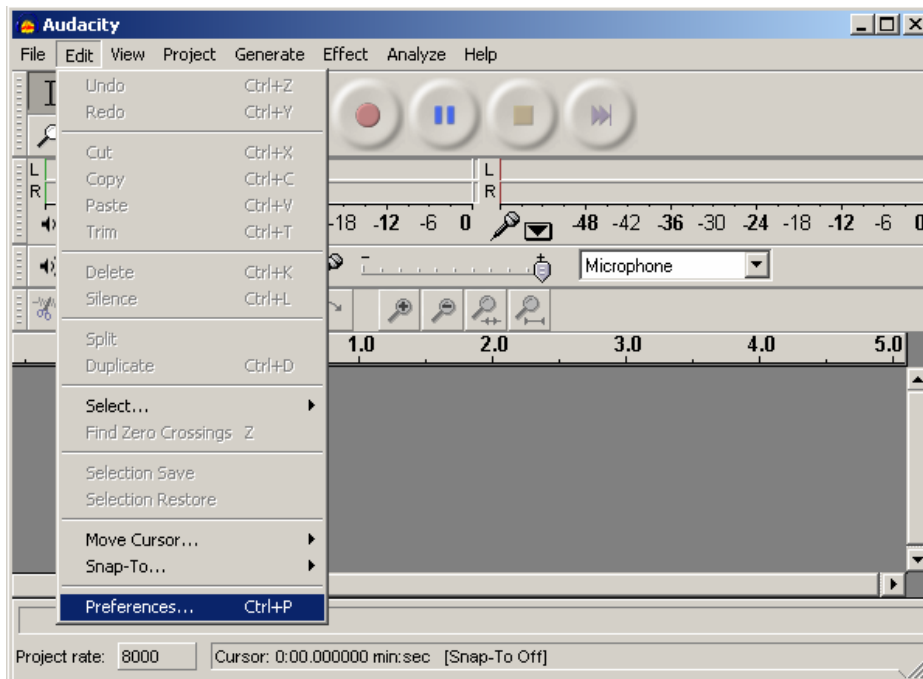 Audacity
File Edit View Project Generate Effect Analyze Help
Undo Ctrl+Z
Redo Ctrl+Y
Cut Ctrl+X
Copy Ctrl+C
Paste Ctrl+V
Trim Ctrl+T
Delete Ctrl+K
Silence Ctrl+L
Split
Duplicate Ctrl+D
Select...
Find Zero Crossings Z
Selection Save
Selection Restore
Move Cursor...
Snap-To...
Preferences... Ctrl+P
L
R
L
R
-18 -12 -6 0
-48 -42 -36 -30 -24 -18 -12 -6 0
Microphone
1.0 2.0 3.0 4.0 5.0
Project rate: 8000 Cursor: 0:00.000000 min:sec [Snap-To Off]